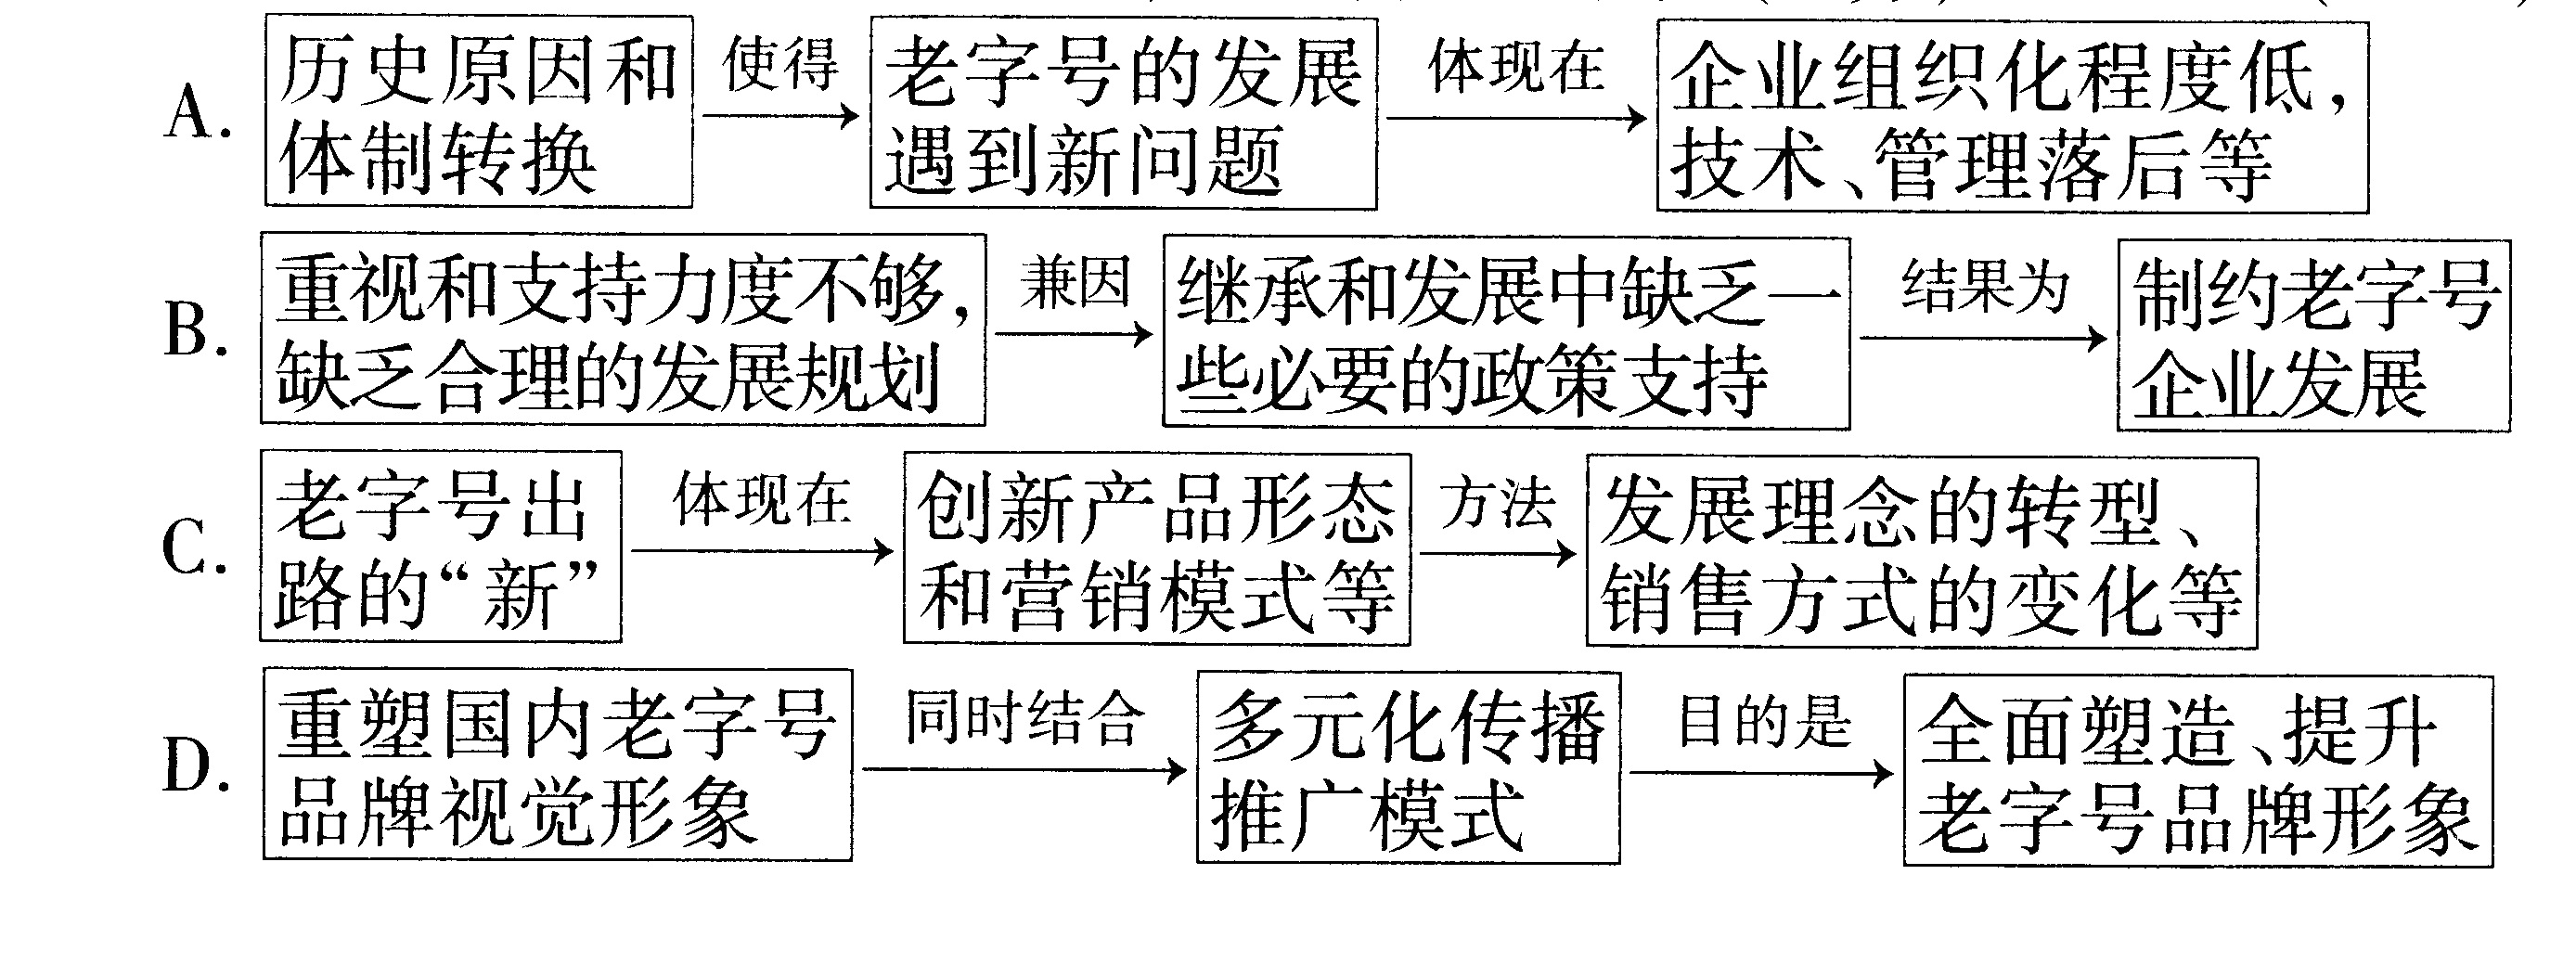 A. 历史原因和体制转换 使得 老字号的发展遇到新问题 体现在 企业组织化程度低,技术、管理落后等
B. 重视和支持力度不够,缺乏合理的发展规划 兼因 继承和发展中缺乏一些必要的政策支持 结果为 制约老字号企业发展
C. 老字号出路的“新” 体现在 创新产品形态和营销模式等 方法 发展理念的转型、销售方式的变化等
D. 重塑国内老字号品牌视觉形象 同时结合 多元化传播推广模式 目的是 全面塑造、提升老字号品牌形象